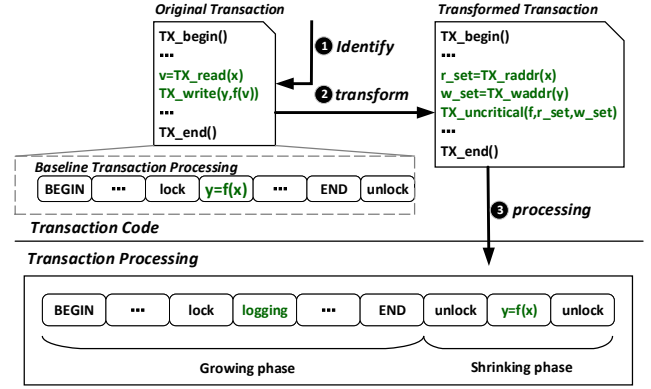 Original Transaction
TX_begin()
...
v=TX_read(x)
TX_write(y,f(v))
...
TX_end()
1 Identify
2 transform
Transformed Transaction
TX_begin()
...
r_set=TX_raddr(x)
w_set=TX_waddr(y)
TX_uncritical(f,r_set,w_set)
...
TX_end()
Baseline Transaction Processing
BEGIN ... lock y=f(x) ... END unlock
3 processing
Transaction Code
Transaction Processing
BEGIN ... lock logging ... END unlock y=f(x) unlock
Growing phase Shrinking phase